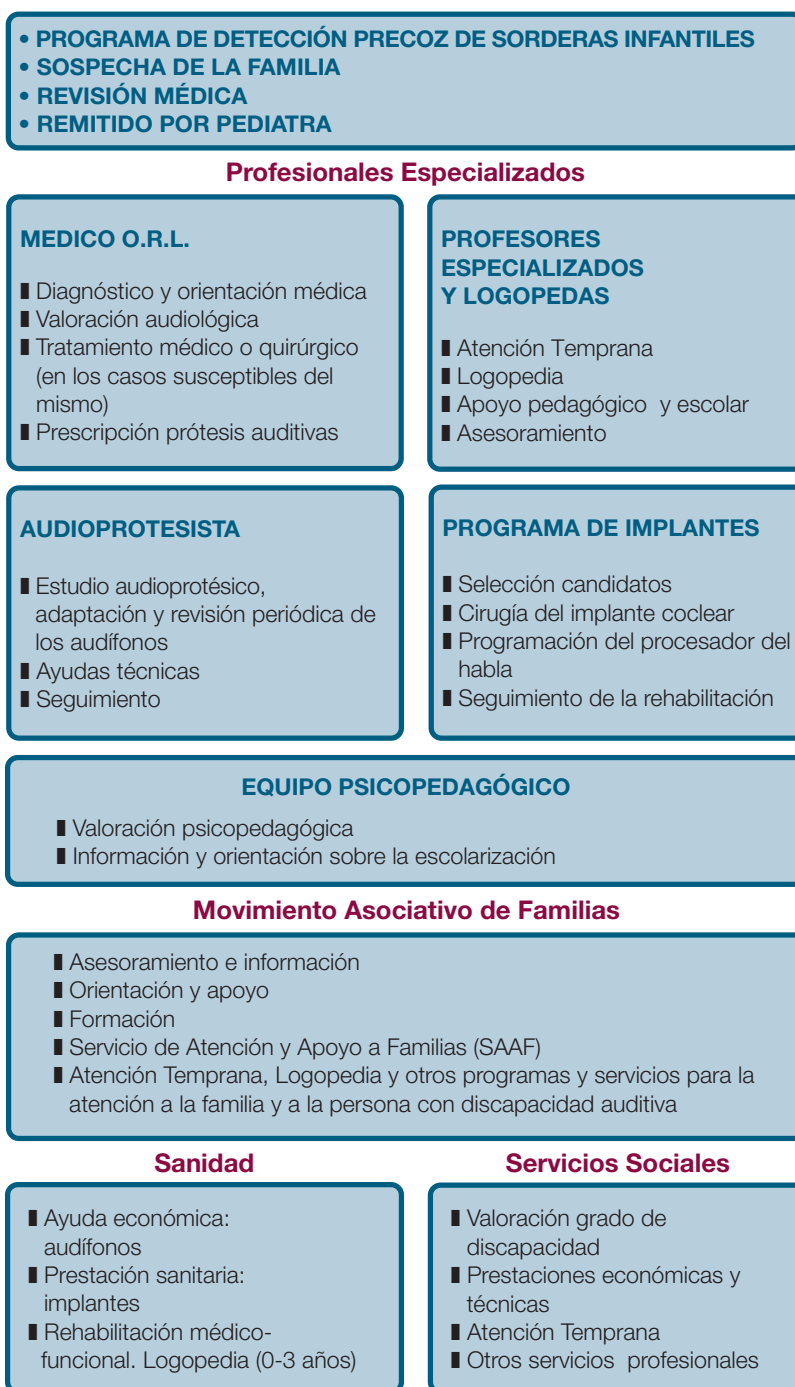 • PROGRAMA DE DETECCIÓN PRECOZ DE SORDERAS INFANTILES
• SOSPECHA DE LA FAMILIA
• REVISIÓN MÉDICA
• REMITIDO POR PEDIATRA
Profesionales Especializados
MEDICO O.R.L.
❚ Diagnóstico y orientación médica
❚ Valoración audiológica
❚ Tratamiento médico o quirúrgico
(en los casos susceptibles del
mismo)
❚ Prescripción prótesis auditivas
PROFESORES
ESPECIALIZADOS
Y LOGOPEDAS
❚ Atención Temprana
❚ Logopedia
❚ Apoyo pedagógico y escolar
❚ Asesoramiento
AUDIOPROTESISTA
❚ Estudio audioprotésico,
adaptación y revisión periódica de
los audífonos
❚ Ayudas técnicas
❚ Seguimiento
PROGRAMA DE IMPLANTES
❚ Selección candidatos
❚ Cirugía del implante coclear
❚ Programación del procesador del
habla
❚ Seguimiento de la rehabilitación
EQUIPO PSICOPEDAGÓGICO
❚ Valoración psicopedagógica
❚ Información y orientación sobre la escolarización
Movimiento Asociativo de Familias
❚ Asesoramiento e información
❚ Orientación y apoyo
❚ Formación
❚ Servicio de Atención y Apoyo a Familias (SAAF)
❚ Atención Temprana, Logopedia y otros programas y servicios para la
atención a la familia y a la persona con discapacidad auditiva
Sanidad
❚ Ayuda económica:
audífonos
❚ Prestación sanitaria:
implantes
❚ Rehabilitación médico-
funcional. Logopedia (0-3 años)
Servicios Sociales
❚ Valoración grado de
discapacidad
❚ Prestaciones económicas y
técnicas
❚ Atención Temprana
❚ Otros servicios profesionales